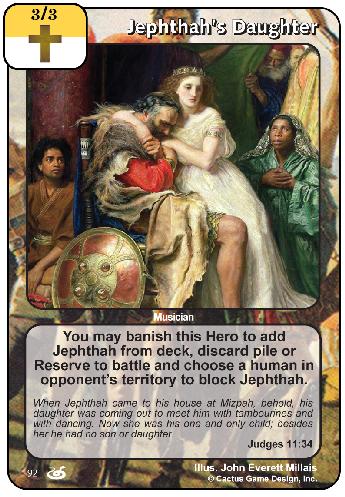 3/3
Jephthah's Daughter
Musician
You may banish this Hero to add
Jephthah from deck, discard pile or
Reserve to battle and choose a human in
opponent's territory to block Jephthah.
When Jephthah came to his house at Mizpah, behold, his
daughter was coming out to meet him with tambourines and
with dancing. Now she was his one and only child; besides
her he had no son or daughter.
Judges 11:34
92
Illus. John Everett Millais
© Cactus Game Design, Inc.